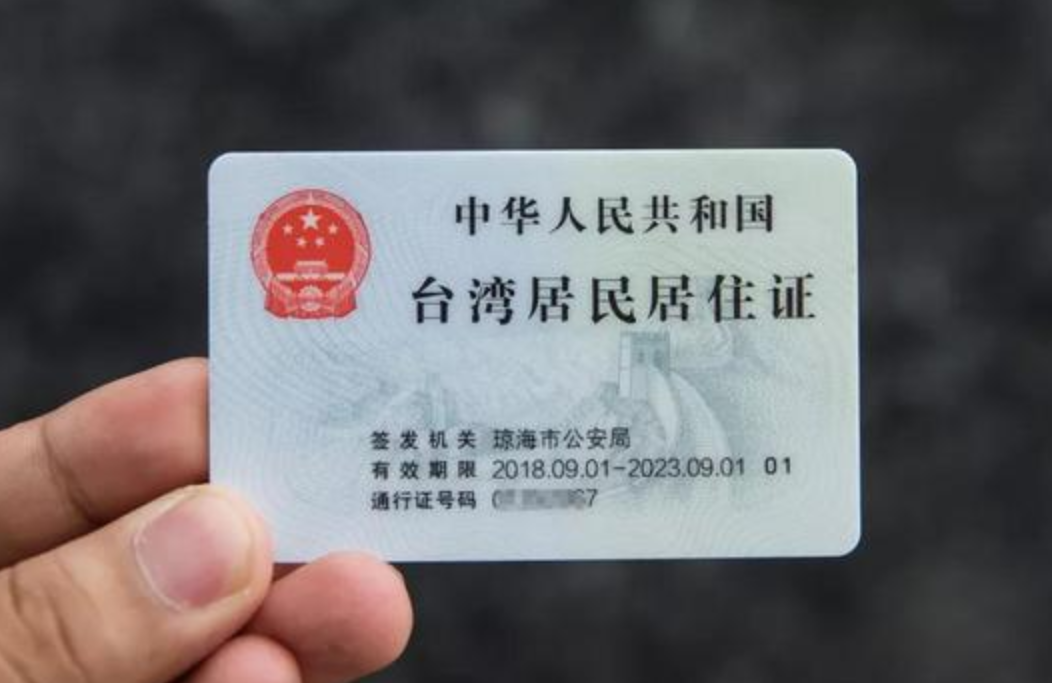 中华人民共和国
台湾居民居住证
签发机关 琼海市公安局
有效期限 2018.09.01-2023.09.01 01
通行证号码